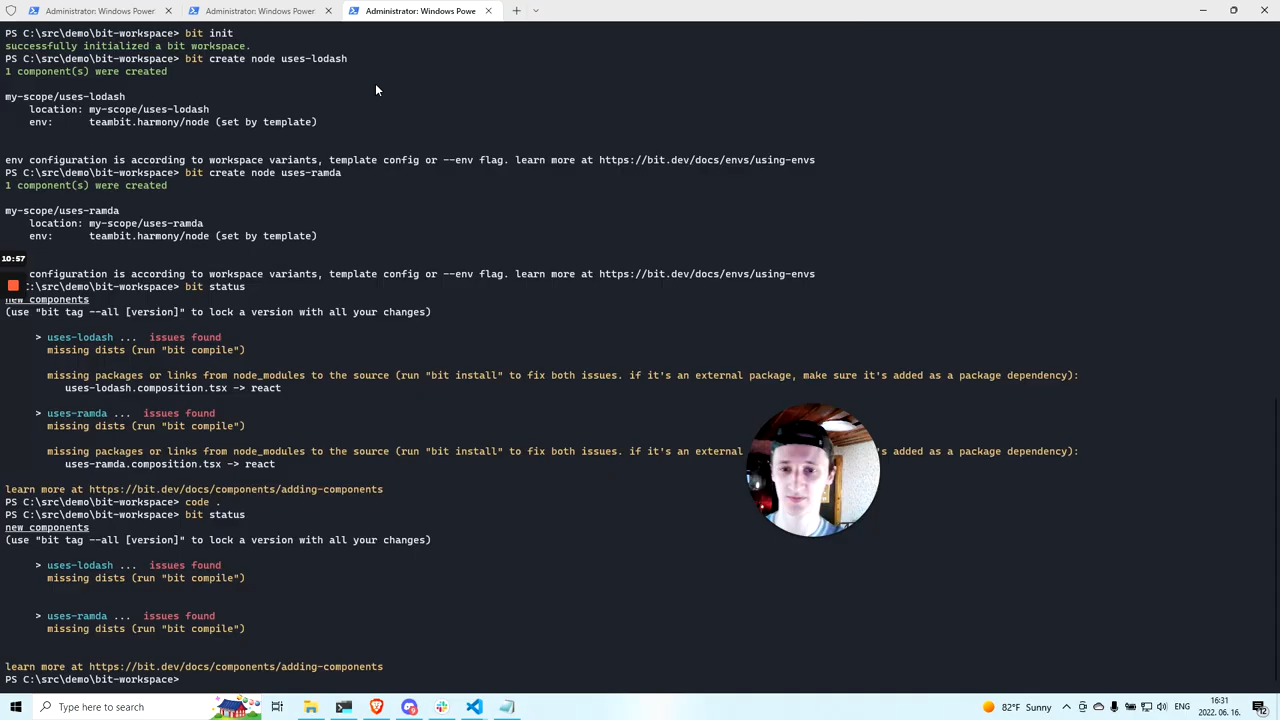 Administrator: Windows Power
Administrator: Windows Power
Administrator: Windows Powe
PS C:\src\demo\bit-workspace> bit init
successfully initialized a bit workspace.
PS C:\src\demo\bit-workspace> bit create node uses-lodash
1 component(s) were created
my-scope/uses-lodash
location: my-scope/uses-lodash
env: teambit.harmony/node (set by template)
env configuration is according to workspace variants, template config or --env flag. learn more at https://bit.dev/docs/envs/using-envs
PS C:\src\demo\bit-workspace> bit create node uses-ramda
1 component(s) were created
my-scope/uses-ramda
location: my-scope/uses-ramda
env: teambit.harmony/node (set by template)
10:57
configuration is according to workspace variants, template config or --env flag. learn more at https://bit.dev/docs/envs/using-envs
:\src\demo\bit-workspace> bit status
new components
(use "bit tag --all [version]" to lock a version with all your changes)
> uses-lodash ... issues found
missing dists (run "bit compile")
missing packages or links from node_modules to the source (run "bit install" to fix both issues. if it's an external package, make sure it's added as a package dependency):
uses-lodash.composition.tsx -> react
> uses-ramda ... issues found
missing dists (run "bit compile")
missing packages or links from node_modules to the source (run "bit install" to fix both issues. if it's an external s added as a package dependency):
uses-ramda.composition.tsx -> react
learn more at https://bit.dev/docs/components/adding-components
PS C:\src\demo\bit-workspace> code .
PS C:\src\demo\bit-workspace> bit status
new components
(use "bit tag --all [version]" to lock a version with all your changes)
> uses-lodash ... issues found
missing dists (run "bit compile")
> uses-ramda ... issues found
missing dists (run "bit compile")
learn more at https://bit.dev/docs/components/adding-components
PS C:\src\demo\bit-workspace>
Type here to search
82°F Sunny
ENG
16:31
2022. 06. 16.
12